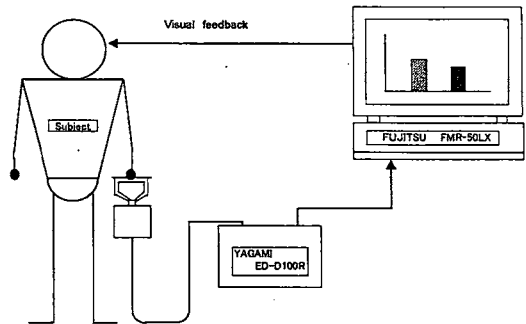 Visual feedback
Subject
FUJITSU FMR-50LX
YAGAMI
ED-D100R